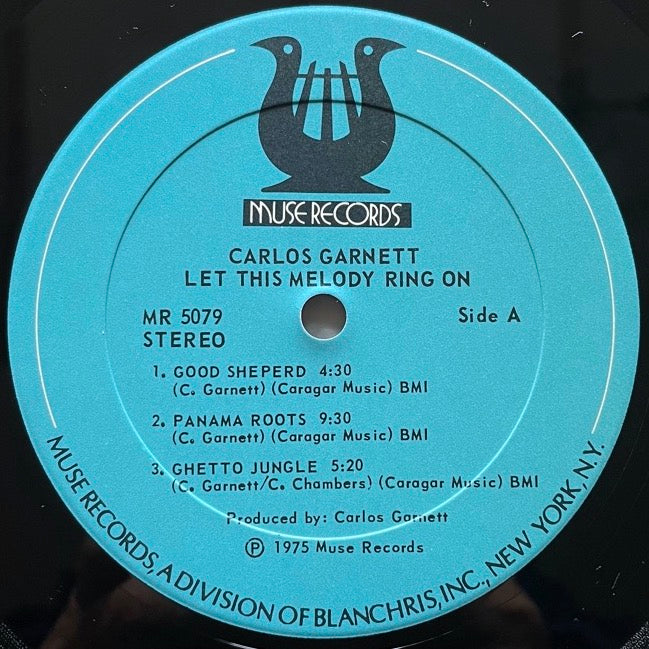 MUSE RECORDS
CARLOS GARNETT
LET THIS MELODY RING ON
MR 5079
STEREO
Side A
1. GOOD SHEPERD 4:30
(C. Garnett) (Caragar Music) BMI
2. PANAMA ROOTS 9:30
(C. Garnett) (Caragar Music) BMI
3. GHETTO JUNGLE 5:20
(C. Garnett/C. Chambers) (Caragar Music) BMI
Produced by: Carlos Garnett
Ⓟ 1975 Muse Records
MUSE RECORDS, A DIVISION OF BLANCHRIS, INC., NEW YORK, N.Y.